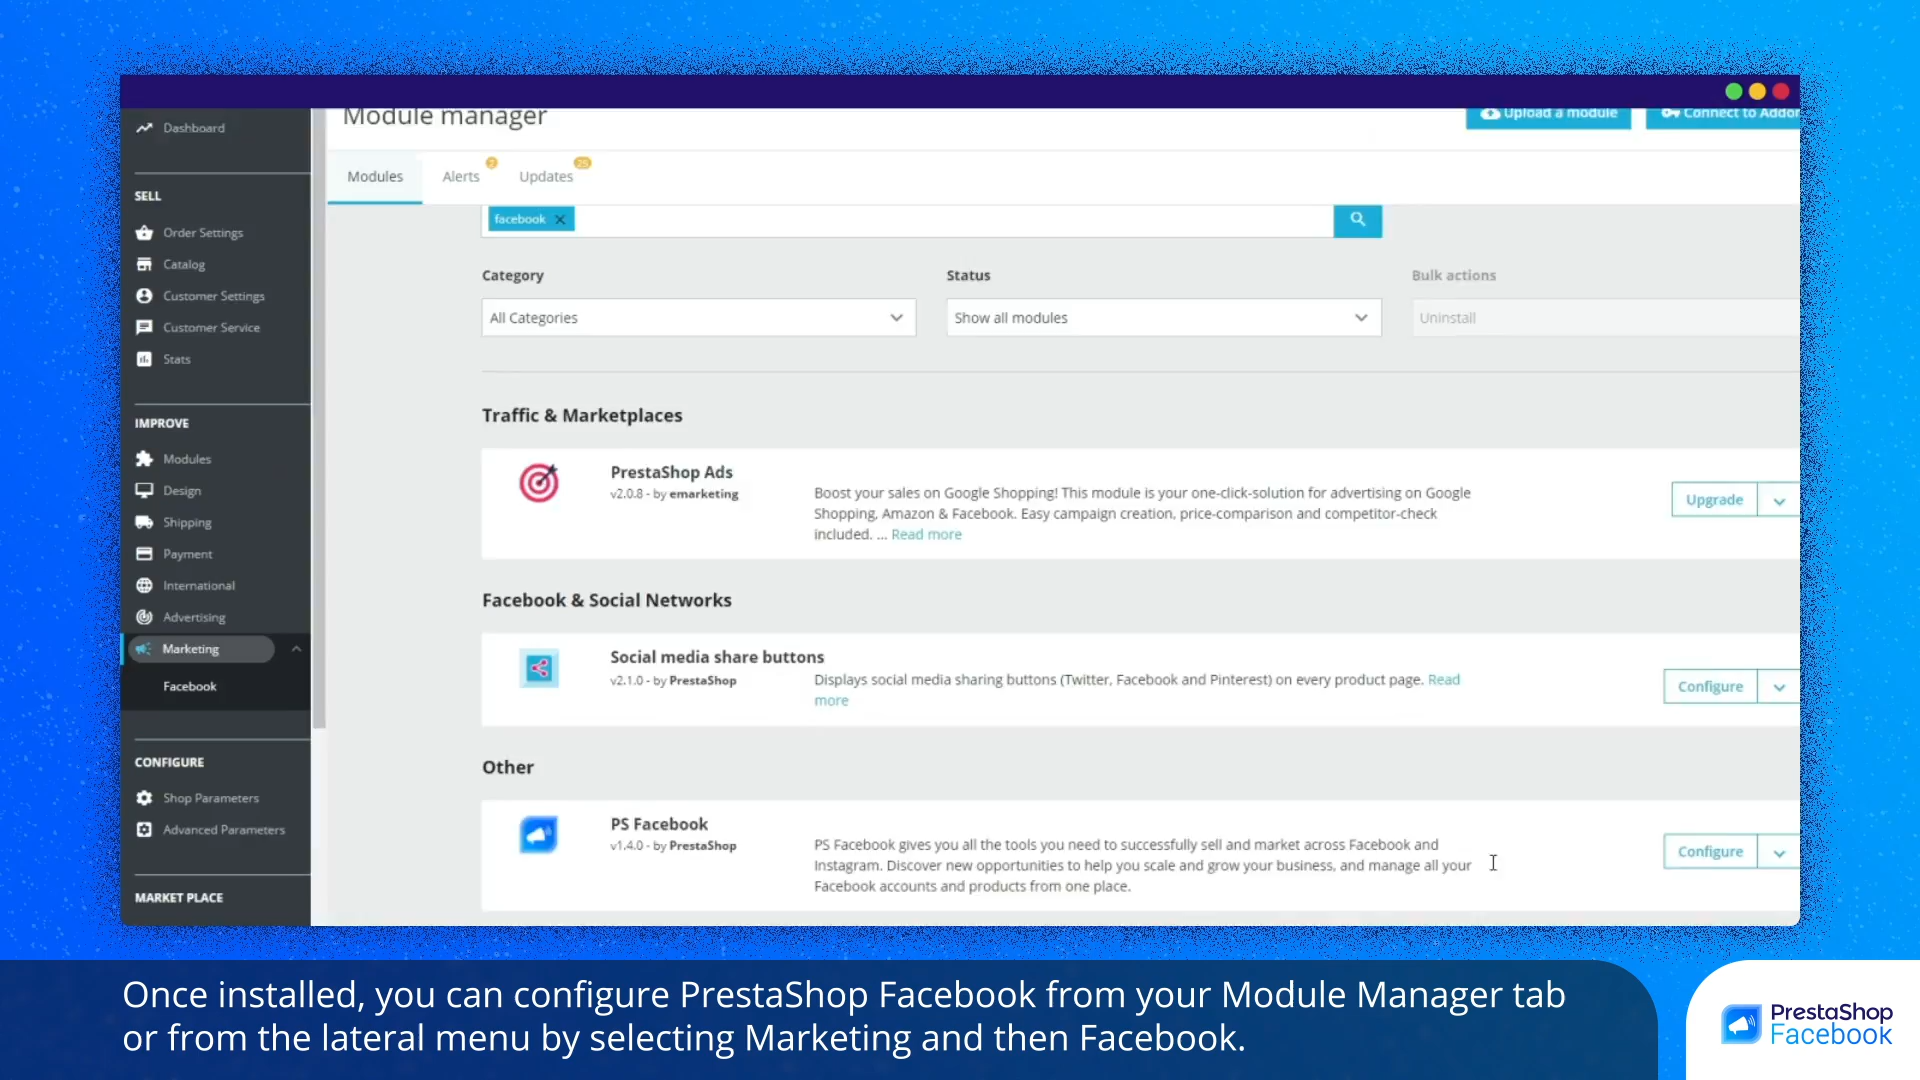 Module manager
Upload a module
Connect to Addon
Dashboard
Modules
Alerts
7
Updates
25
SELL
Order Settings
Catalog
Customer Settings
Customer Service
Stats
facebook
Category
Status
Bulk actions
All Categories
Show all modules
Uninstall
IMPROVE
Modules
Design
Shipping
Payment
International
Advertising
Marketing
Facebook
Traffic & Marketplaces
PrestaShop Ads
v2.0.8 - by emarketing
Boost your sales on Google Shopping! This module is your one-click-solution for advertising on Google
Shopping, Amazon & Facebook. Easy campaign creation, price-comparison and competitor-check
included. ... Read more
Upgrade
Facebook & Social Networks
Social media share buttons
v2.1.0 - by PrestaShop
Displays social media sharing buttons (Twitter, Facebook and Pinterest) on every product page. Read
more
Configure
CONFIGURE
Shop Parameters
Advanced Parameters
MARKET PLACE
Other
PS Facebook
v1.4.0 - by PrestaShop
PS Facebook gives you all the tools you need to successfully sell and market across Facebook and
Instagram. Discover new opportunities to help you scale and grow your business, and manage all your
Facebook accounts and products from one place.
Configure
Once installed, you can configure PrestaShop Facebook from your Module Manager tab
or from the lateral menu by selecting Marketing and then Facebook.
PrestaShop
Facebook